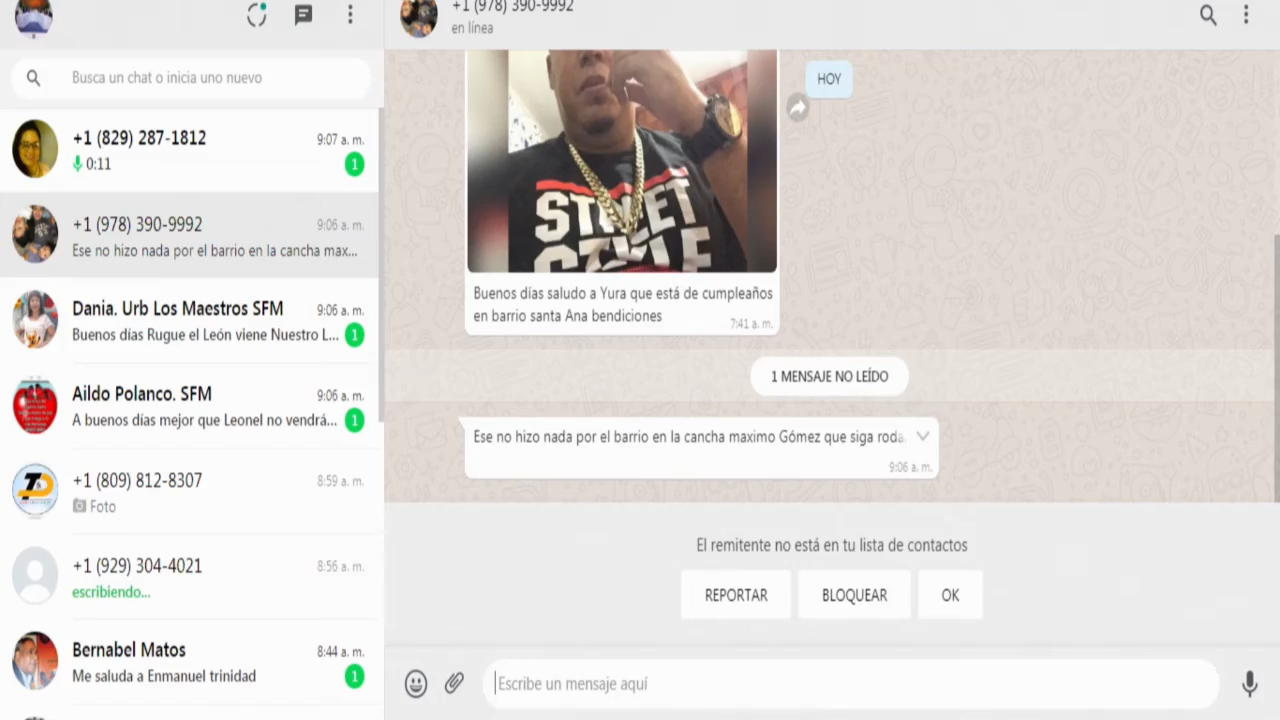 Busca un chat o inicia uno nuevo
+1 (829) 287-1812
9:07 a. m.
0:11
1
+1 (978) 390-9992
9:06 a. m.
Ese no hizo nada por el barrio en la cancha max...
Dania. Urb Los Maestros SFM
9:06 a. m.
Buenos días Rugue el León viene Nuestro L...
1
Aildo Polanco. SFM
9:06 a. m.
A buenos días mejor que Leonel no vendrá...
1
+1 (809) 812-8307
8:59 a. m.
Foto
+1 (929) 304-4021
8:56 a. m.
escribiendo...
Bernabel Matos
8:44 a. m.
Me saluda a Enmanuel trinidad
1
+1 (978) 390-9992
en línea
HOY
STREET
Buenos días saludo a Yura que está de cumpleaños
en barrio santa Ana bendiciones
7:41 a. m.
1 MENSAJE NO LEÍDO
Ese no hizo nada por el barrio en la cancha maximo Gómez que siga roda
9:06 a. m.
El remitente no está en tu lista de contactos
REPORTAR
BLOQUEAR
OK
Escribe un mensaje aquí